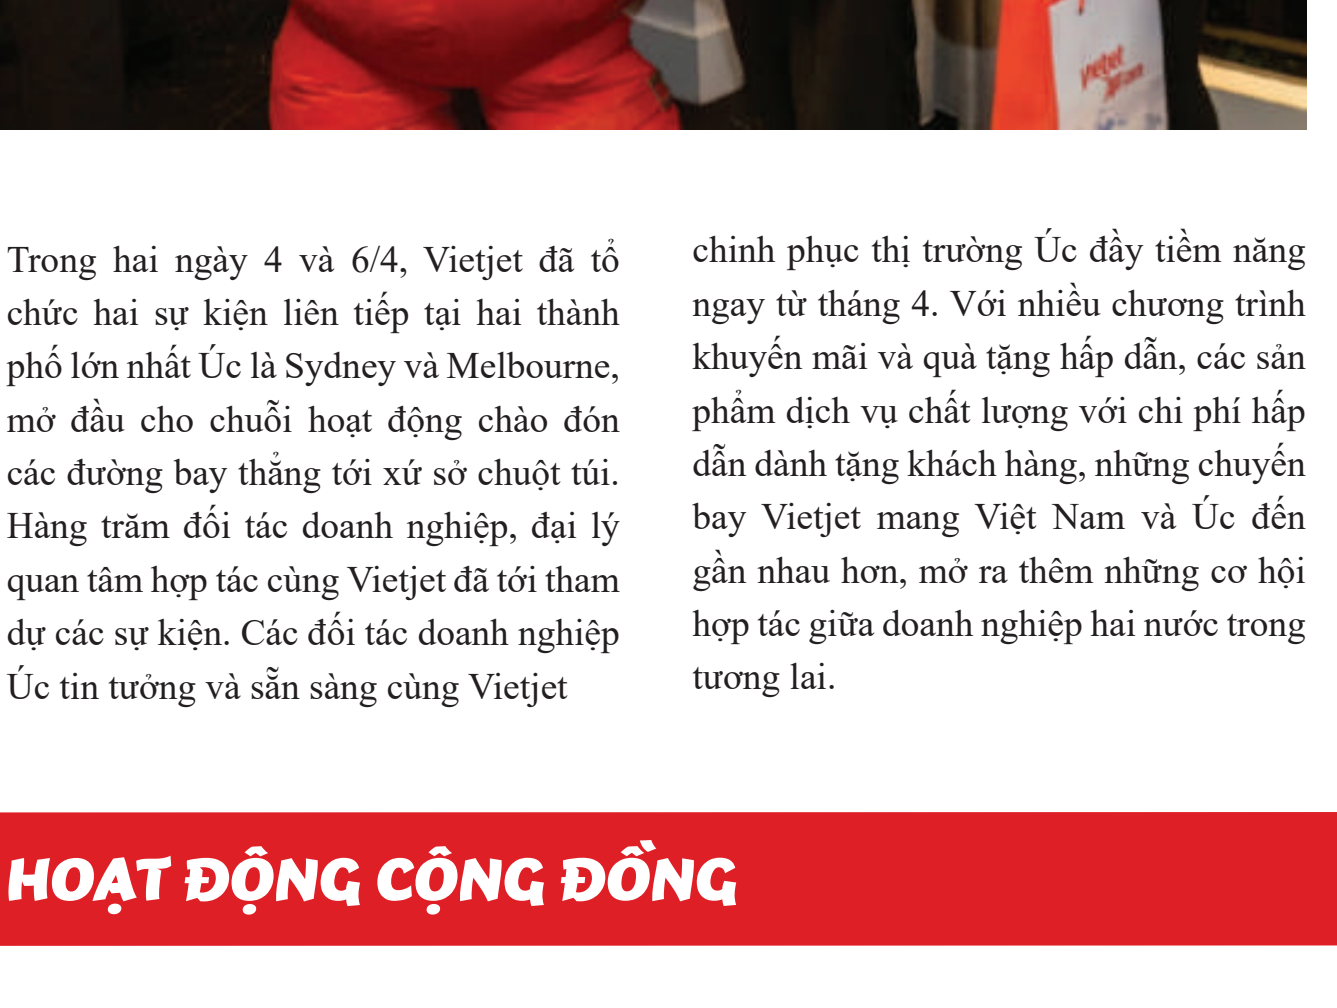 vietjet
Air.com
Trong hai ngày 4 và 6/4, Vietjet đã tổ
chức hai sự kiện liên tiếp tại hai thành
phố lớn nhất Úc là Sydney và Melbourne,
mở đầu cho chuỗi hoạt động chào đón
các đường bay thẳng tới xứ sở chuột túi.
Hàng trăm đối tác doanh nghiệp, đại lý
quan tâm hợp tác cùng Vietjet đã tới tham
dự các sự kiện. Các đối tác doanh nghiệp
Úc tin tưởng và sẵn sàng cùng Vietjet
chinh phục thị trường Úc đầy tiềm năng
ngay từ tháng 4. Với nhiều chương trình
khuyến mãi và quà tặng hấp dẫn, các sản
phẩm dịch vụ chất lượng với chi phí hấp
dẫn dành tặng khách hàng, những chuyến
bay Vietjet mang Việt Nam và Úc đến
gần nhau hơn, mở ra thêm những cơ hội
hợp tác giữa doanh nghiệp hai nước trong
tương lai.
HOẠT ĐỘNG CỘNG ĐỒNG